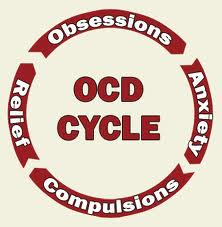 Obsessions
Anxiety
Compulsions
Relief
OCD
CYCLE